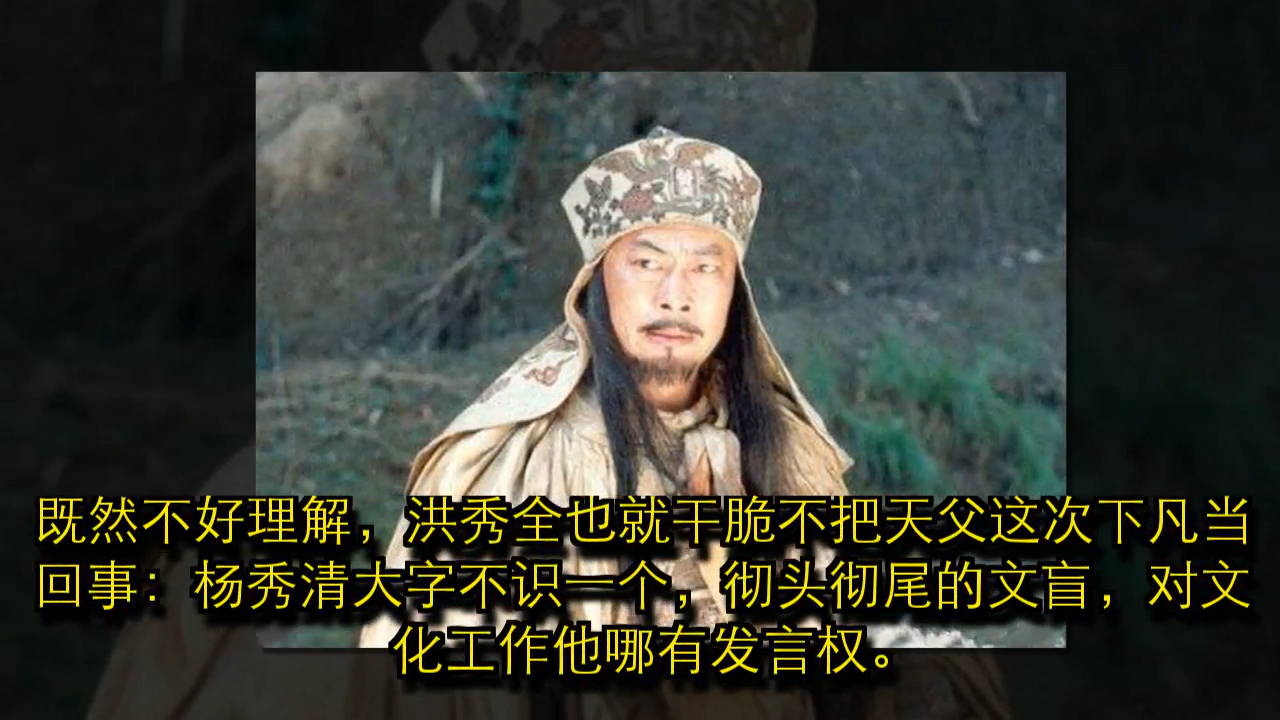 既然不好理解，洪秀全也就干脆不把天父这次下凡当
回事：杨秀清大字不识一个，彻头彻尾的文盲，对文
化工作他哪有发言权。